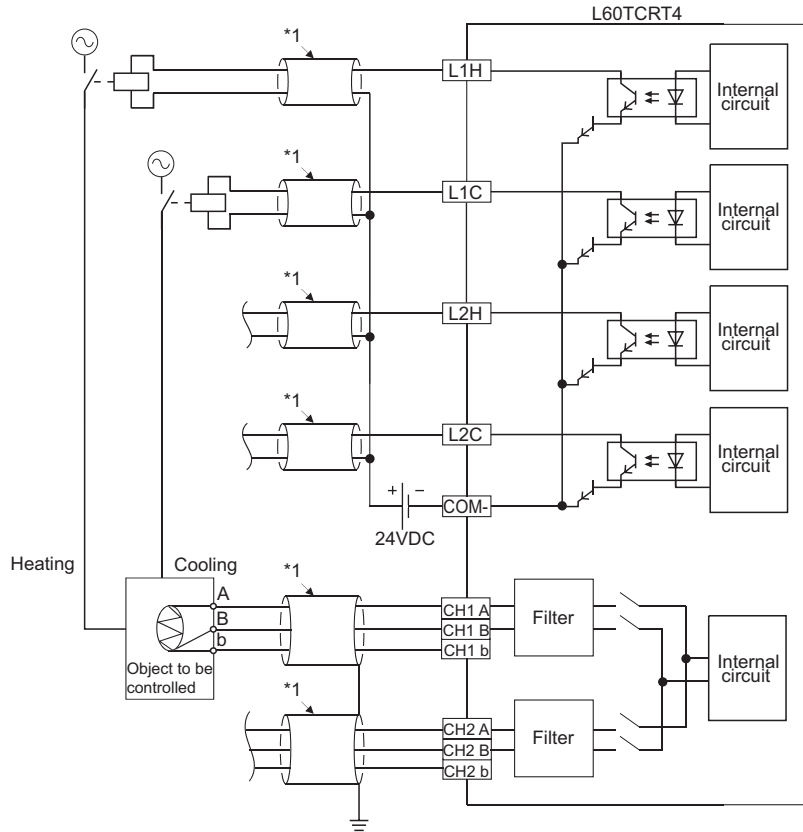 L60TCRT4
*1
L1H
Internal
circuit
*1
L1C
Internal
circuit
*1
L2H
Internal
circuit
*1
L2C
Internal
circuit
+ −
COM-
24VDC
Heating
Cooling
*1
A
B
b
Object to be
controlled
CH1 A
CH1 B
CH1 b
Filter
Internal
circuit
*1
CH2 A
CH2 B
CH2 b
Filter